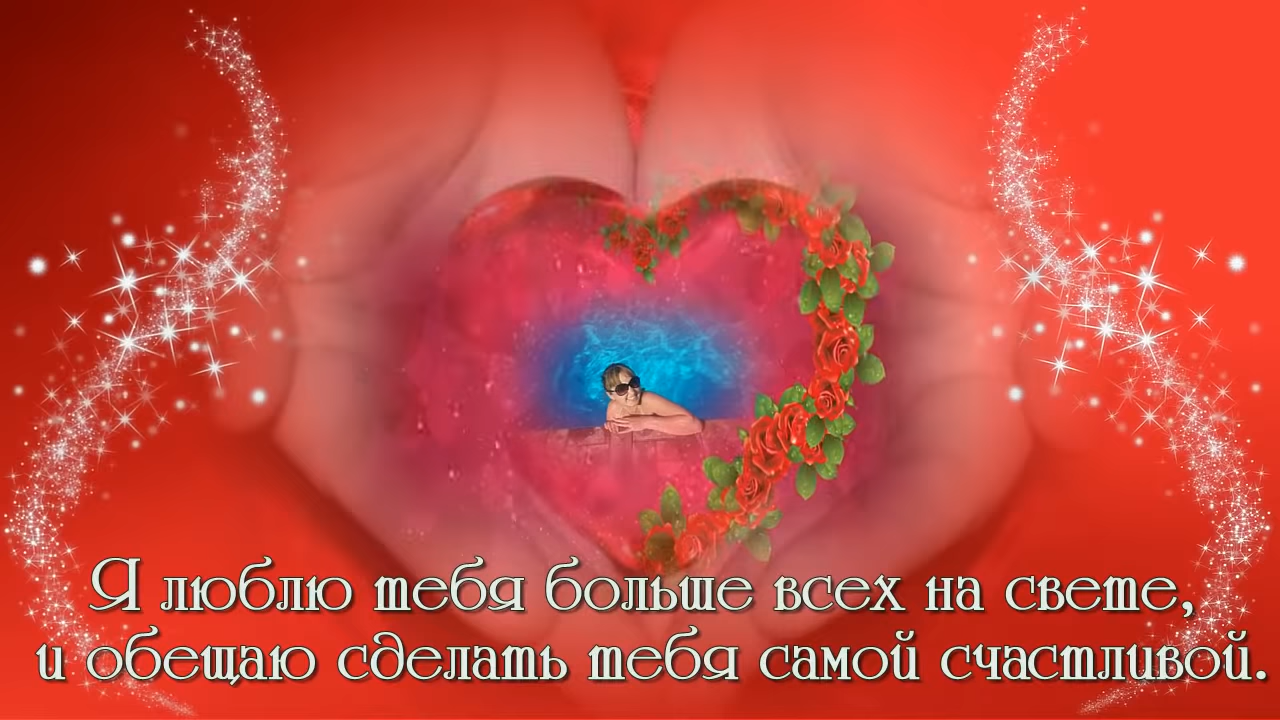 Я люблю тебя больше всех на свете,
и обещаю сделать тебя самой счастливой.